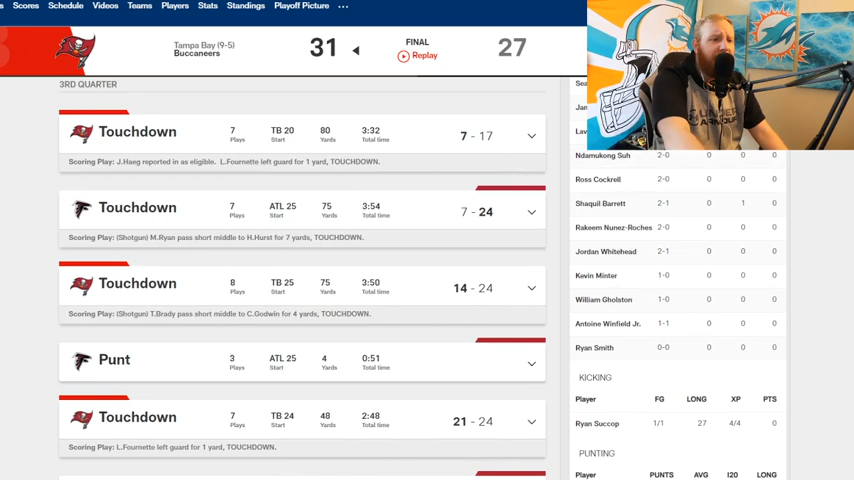 s Scores Schedule Videos Teams Players Stats Standings Playoff Picture ...
Tampa Bay (9-5)
Buccaneers
31
FINAL
Replay
27
3RD QUARTER
Touchdown 7 Plays TB 20 Start 80 Yards 3:32 Total time 7 - 17
Scoring Play: J.Haeg reported in as eligible. L.Fournette left guard for 1 yard, TOUCHDOWN.
Touchdown 7 Plays ATL 25 Start 75 Yards 3:54 Total time 7 - 24
Scoring Play: (Shotgun) M.Ryan pass short middle to H.Hurst for 7 yards, TOUCHDOWN.
Touchdown 8 Plays TB 25 Start 75 Yards 3:50 Total time 14 - 24
Scoring Play: (Shotgun) T.Brady pass short middle to C.Godwin for 4 yards, TOUCHDOWN.
Punt 3 Plays ATL 25 Start 4 Yards 0:51 Total time
Touchdown 7 Plays TB 24 Start 48 Yards 2:48 Total time 21 - 24
Scoring Play: L.Fournette left guard for 1 yard, TOUCHDOWN.
Sea
Jam
Lav
Ndamukong Suh 2-0 0 0 0
Ross Cockrell 2-0 0 0 0
Shaquil Barrett 2-1 0 1 0
Rakeem Nunez-Roches 2-0 0 0 0
Jordan Whitehead 2-1 0 0 0
Kevin Minter 1-0 0 0 0
William Gholston 1-0 0 0 0
Antoine Winfield Jr. 1-1 0 0 0
Ryan Smith 0-0 0 0 0
KICKING
Player FG LONG XP PTS
Ryan Succop 1/1 27 4/4 0
PUNTING
Player PUNTS AVG I20 LONG
UNDER ARMOUR